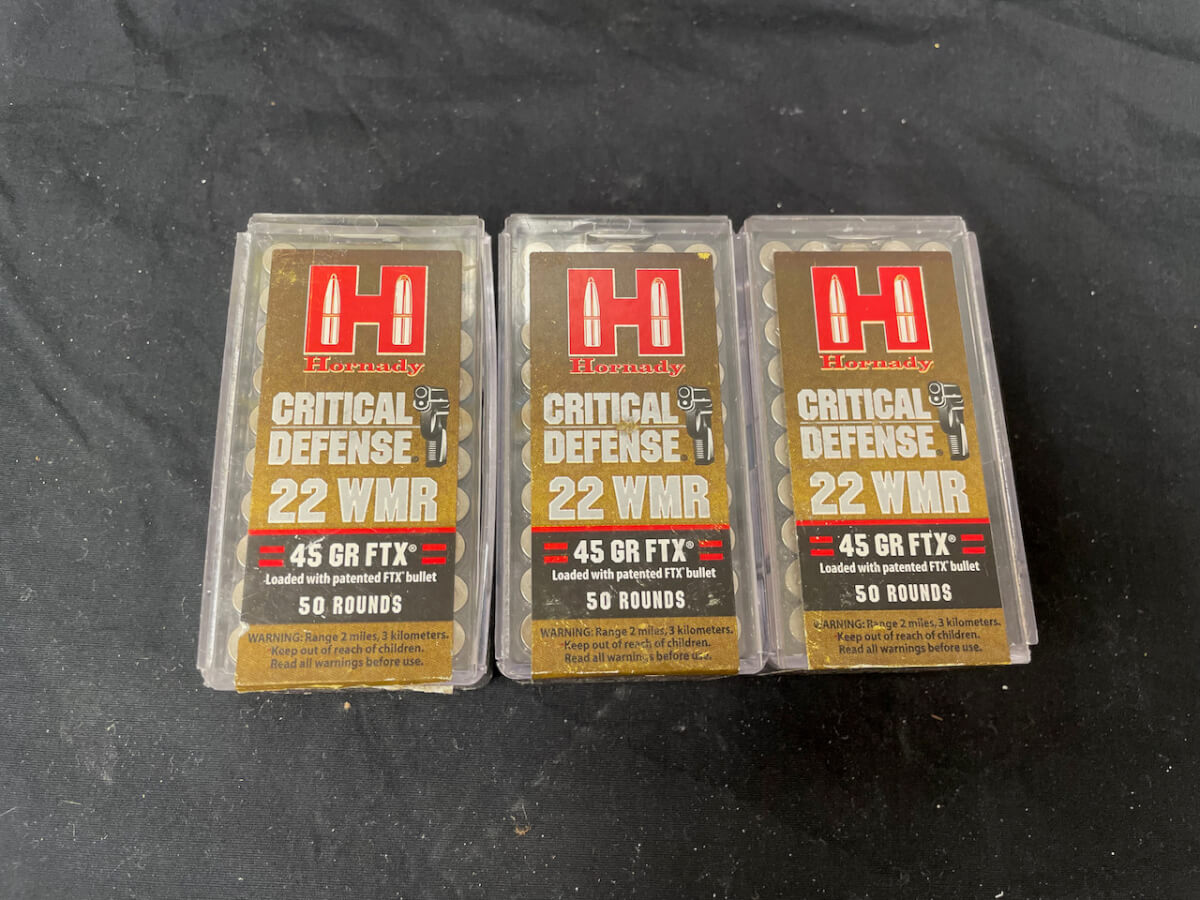 H
Hornady
CRITICAL
DEFENSE®
22 WMR
45 GR FTX®
Loaded with patented FTX® bullet
50 ROUNDS
WARNING: Range 2 miles, 3 kilometers.
Keep out of reach of children.
Read all warnings before use.
H
Hornady
CRITICAL
DEFENSE®
22 WMR
45 GR FTX®
Loaded with patented FTX® bullet
50 ROUNDS
WARNING: Range 2 miles, 3 kilometers.
Keep out of reach of children.
Read all warnings before use.
H
Hornady
CRITICAL
DEFENSE®
22 WMR
45 GR FTX®
Loaded with patented FTX® bullet
50 ROUNDS
WARNING: Range 2 miles, 3 kilometers.
Keep out of reach of children.
Read all warnings before use.